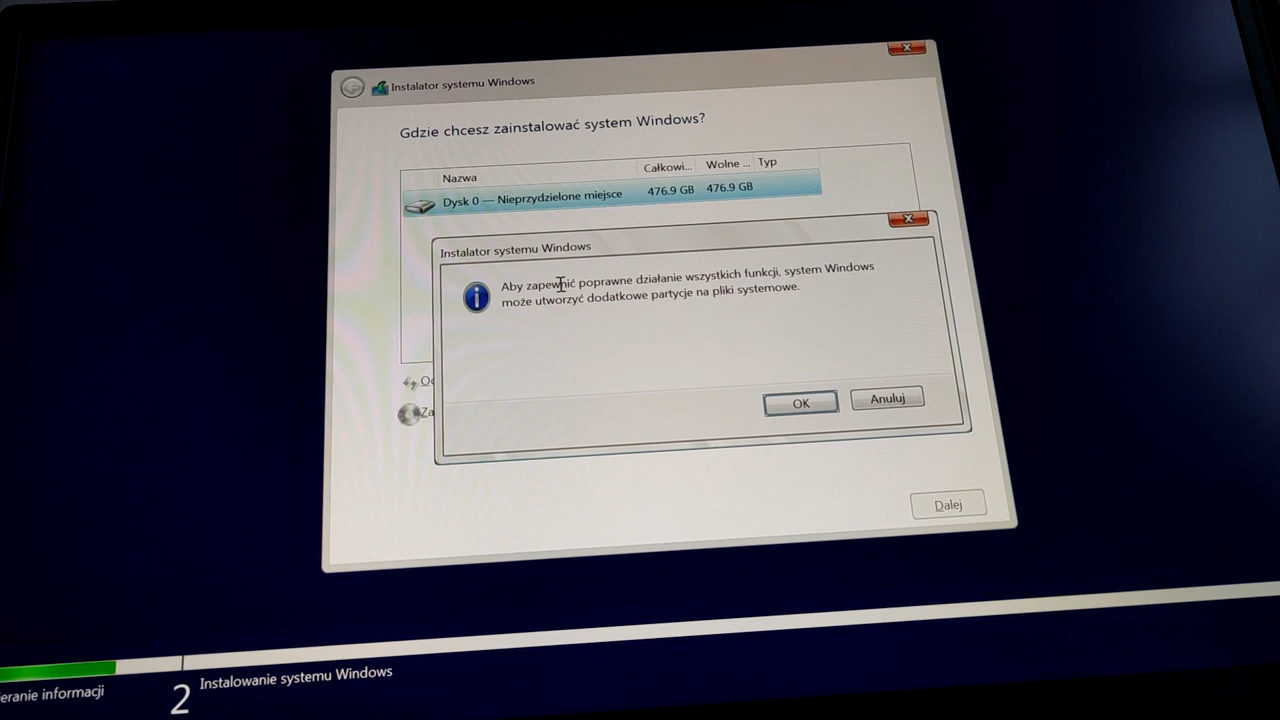 Instalator systemu Windows
Gdzie chcesz zainstalować system Windows?
Nazwa Całkowi... Wolne ... Typ
Dysk 0 — Nieprzydzielone miejsce 476.9 GB 476.9 GB
Instalator systemu Windows
Aby zapewnić poprawne działanie wszystkich funkcji, system Windows
może utworzyć dodatkowe partycje na pliki systemowe.
OK Anuluj
Za
Dalej
eranie informacji
2 Instalowanie systemu Windows